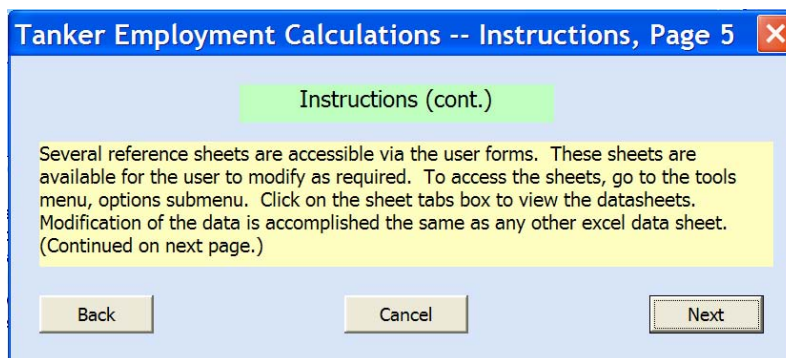 Tanker Employment Calculations -- Instructions, Page 5
Instructions (cont.)
Several reference sheets are accessible via the user forms.  These sheets are
available for the user to modify as required.  To access the sheets, go to the tools
menu, options submenu.  Click on the sheet tabs box to view the datasheets.
Modification of the data is accomplished the same as any other excel data sheet.
(Continued on next page.)
Back
Cancel
Next